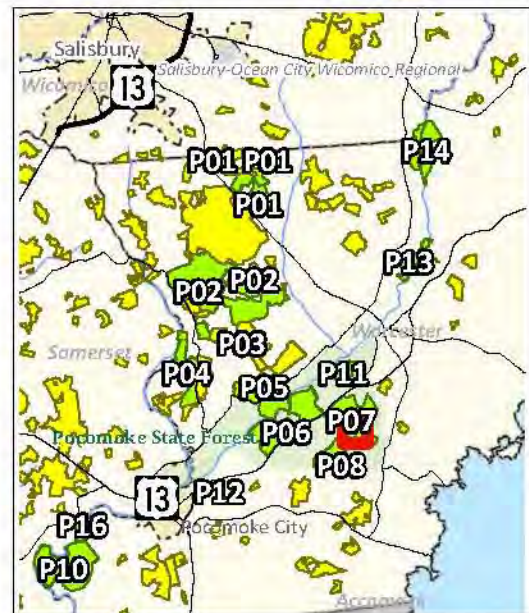 Salisbury
Wicomico
13
Salisbury-Ocean City Wicomico Regional
P14
P01 P01
P01
P13
P02 P02
Worcester
P03
Somerset
P04
P11
P05
P07
Pocomoke State Forest
P06
P08
13
P12
Pocomoke City
P16
P10
Accomack